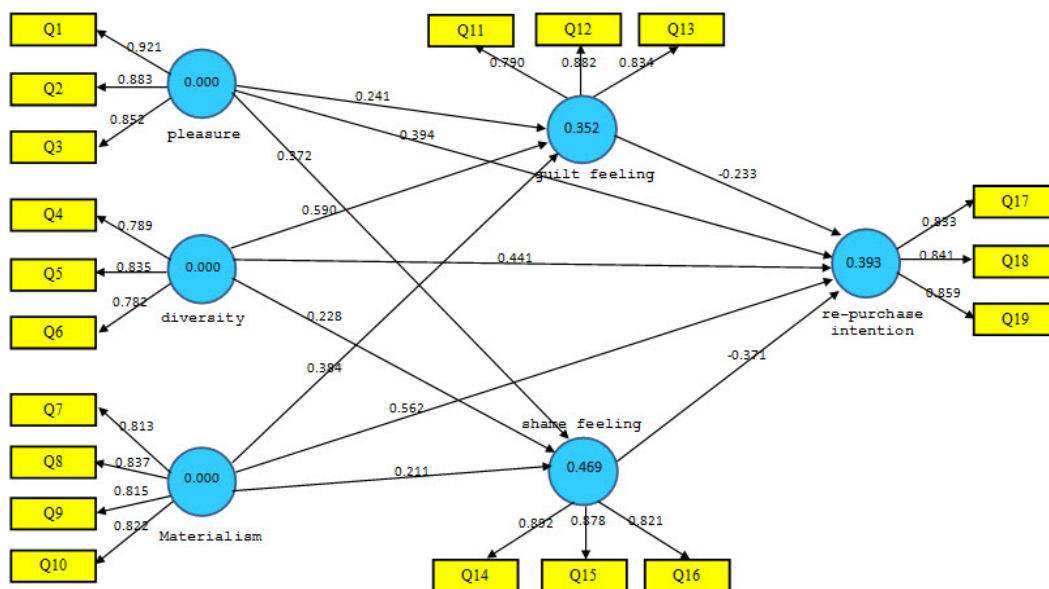 Q1
Q2
Q3
0.921
0.883
0.852
0.000
pleasure
Q4
Q5
Q6
0.789
0.835
0.782
0.000
diversity
Q7
Q8
Q9
Q10
0.813
0.837
0.815
0.822
0.000
Materialism
Q11
Q12
Q13
0.790
0.882
0.834
0.352
guilt feeling
0.241
0.394
0.372
0.590
0.441
0.228
0.384
0.562
0.211
-0.233
-0.371
shame feeling
0.469
0.892
0.878
0.821
Q14
Q15
Q16
0.393
re-purchase
intention
0.833
0.841
0.859
Q17
Q18
Q19